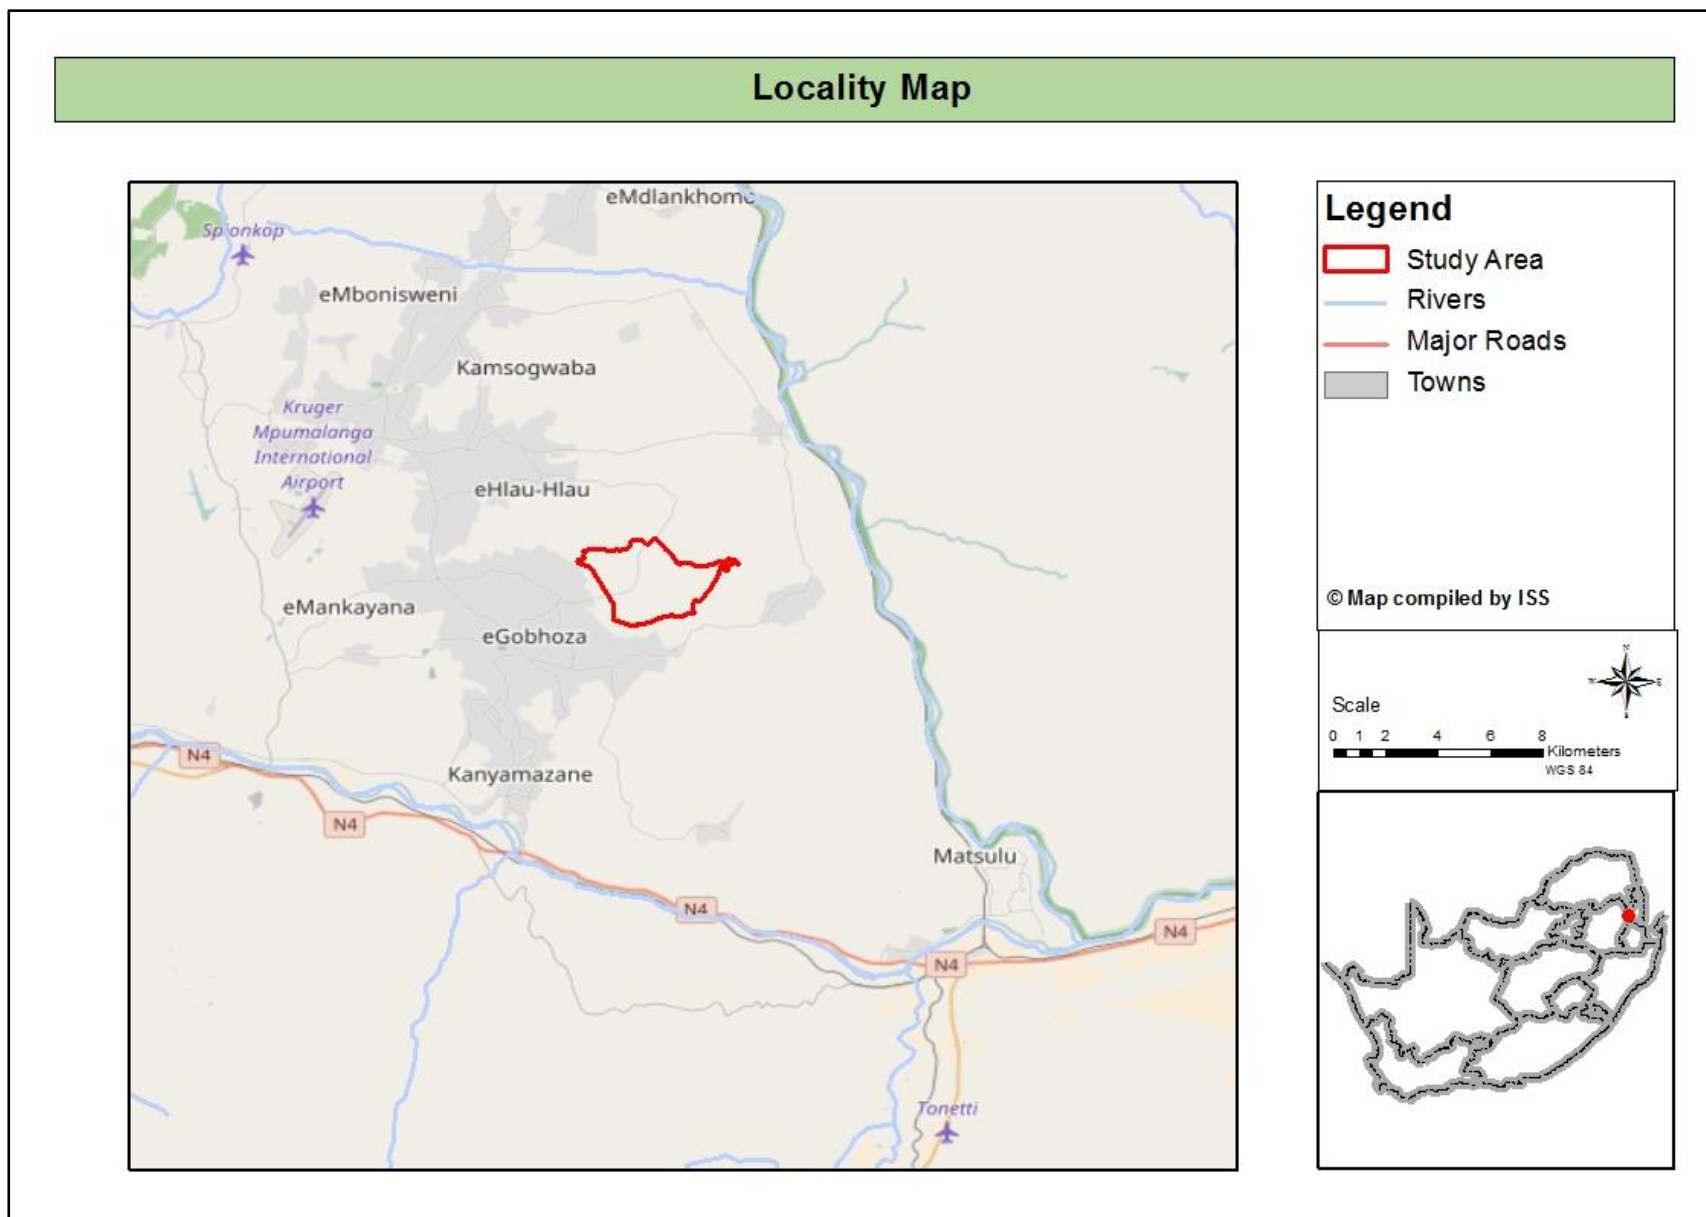 Locality Map
eMdlankhomo
Spionkop
eMbonisweni
Kamsogwaba
Kruger
Mpumalanga
International
Airport
eHlau-Hlau
eMankayana
eGobhoza
N4
Kanyamazane
N4
Matsulu
N4
N4
N4
Tonetti
Legend
Study Area
Rivers
Major Roads
Towns
© Map compiled by ISS
N
W E
S
Scale
0 1 2 4 6 8
Kilometers
WGS 84